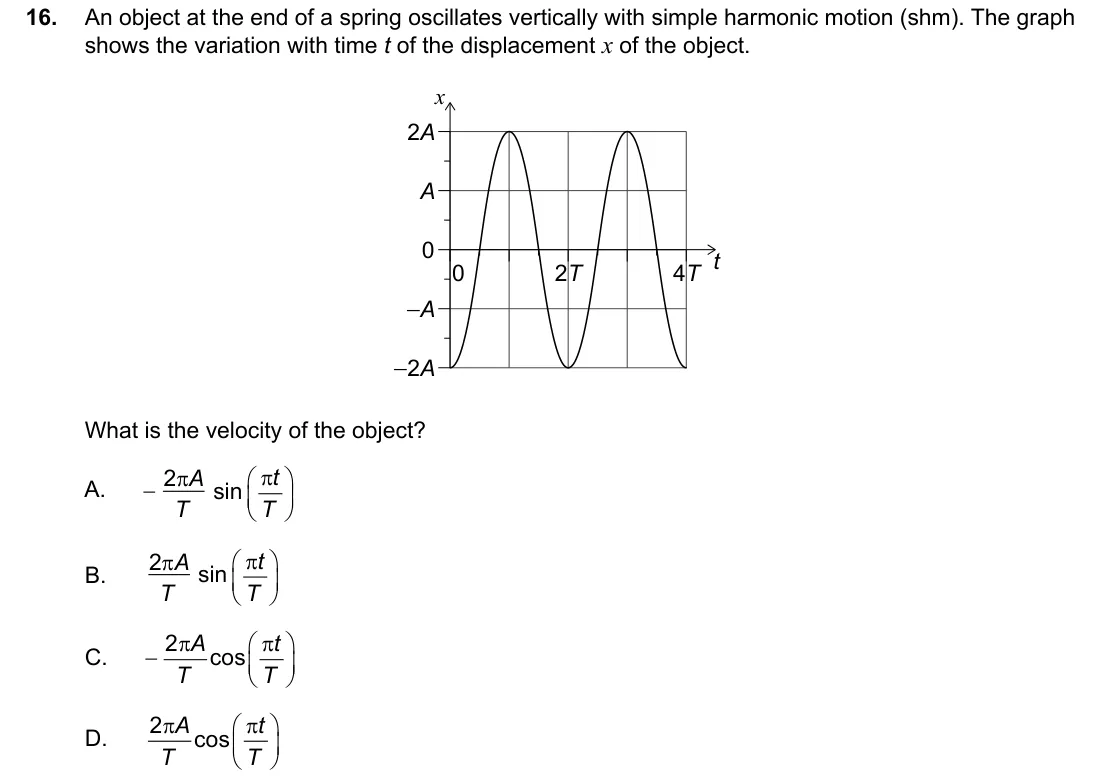 16. An object at the end of a spring oscillates vertically with simple harmonic motion (shm). The graph
shows the variation with time t of the displacement x of the object.
x
2A
A
0
0 2T 4T t
–A
–2A
What is the velocity of the object?
A. – 2πA/T sin(πt/T)
B. 2πA/T sin(πt/T)
C. – 2πA/T cos(πt/T)
D. 2πA/T cos(πt/T)